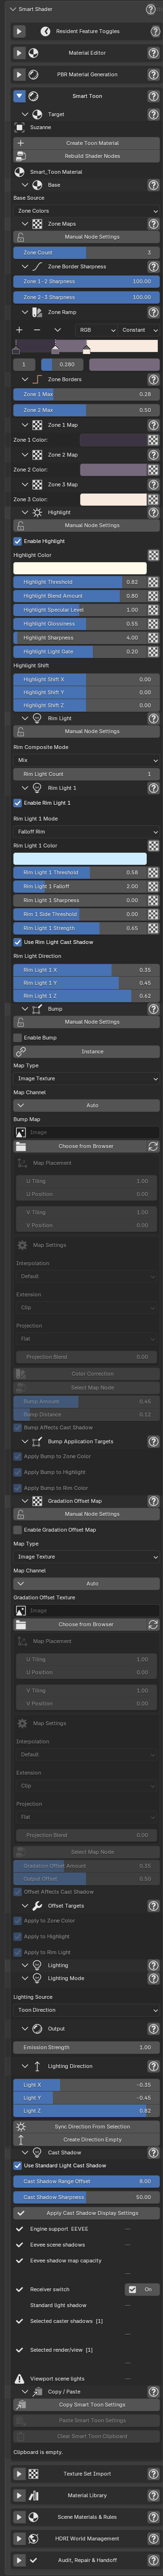 Smart Shader
Resident Feature Toggles
Material Editor
PBR Material Generation
Smart Toon
Target
Suzanne
Create Toon Material
Rebuild Shader Nodes
Smart_Toon Material
Base
Base Source
Zone Colors
Zone Maps
Manual Node Settings
Zone Count 3
Zone Border Sharpness
Zone 1-2 Sharpness 100.00
Zone 2-3 Sharpness 100.00
Zone Ramp
RGB Constant
1 0.280
Zone Borders
Zone 1 Max 0.28
Zone 2 Max 0.50
Zone 1 Map
Zone 1 Color:
Zone 2 Map
Zone 2 Color:
Zone 3 Map
Zone 3 Color:
Highlight
Manual Node Settings
Enable Highlight
Highlight Color
Highlight Threshold 0.82
Highlight Blend Amount 0.80
Highlight Specular Level 1.00
Highlight Glossiness 0.55
Highlight Sharpness 4.00
Highlight Light Gate 0.20
Highlight Shift
Highlight Shift X 0.00
Highlight Shift Y 0.00
Highlight Shift Z 0.00
Rim Light
Manual Node Settings
Rim Composite Mode
Mix
Rim Light Count 1
Rim Light 1
Enable Rim Light 1
Rim Light 1 Mode
Falloff Rim
Rim Light 1 Color
Rim Light 1 Threshold 0.58
Rim Light 1 Falloff 2.00
Rim Light 1 Sharpness 0.00
Rim 1 Side Threshold 0.00
Rim Light 1 Strength 0.65
Use Rim Light Cast Shadow
Rim Light Direction
Rim Light 1 X 0.35
Rim Light 1 Y 0.45
Rim Light 1 Z 0.62
Bump
Manual Node Settings
Enable Bump
Instance
Map Type
Image Texture
Map Channel
Auto
Bump Map
Image
Choose from Browser
Map Placement
U Tiling 1.00
U Position 0.00
V Tiling 1.00
V Position 0.00
Map Settings
Interpolation
Default
Extension
Clip
Projection
Flat
Projection Blend 0.00
Color Correction
Select Map Node
Bump Amount 0.45
Bump Distance 0.12
Bump Affects Cast Shadow
Bump Application Targets
Apply Bump to Zone Color
Apply Bump to Highlight
Apply Bump to Rim Color
Gradation Offset Map
Manual Node Settings
Enable Gradation Offset Map
Map Type
Image Texture
Map Channel
Auto
Gradation Offset Texture
Image
Choose from Browser
Map Placement
U Tiling 1.00
U Position 0.00
V Tiling 1.00
V Position 0.00
Map Settings
Interpolation
Default
Extension
Clip
Projection
Flat
Projection Blend 0.00
Select Map Node
Gradation Offset Amount 0.35
Output Offset 0.50
Offset Affects Cast Shadow
Offset Targets
Apply to Zone Color
Apply to Highlight
Apply to Rim Light
Lighting
Lighting Mode
Lighting Source
Toon Direction
Output
Emission Strength 1.00
Lighting Direction
Light X -0.35
Light Y -0.45
Light Z 0.82
Sync Direction From Selection
Create Direction Empty
Cast Shadow
Use Standard Light Cast Shadow
Cast Shadow Range Offset 8.00
Cast Shadow Sharpness 50.00
Apply Cast Shadow Display Settings
Engine support EEVEE
Eevee scene shadows
Eevee shadow map capacity
Receiver switch On
Standard light shadow
Selected caster shadows [1]
Selected render/view [1]
Viewport scene lights
Copy / Paste
Copy Smart Toon Settings
Paste Smart Toon Settings
Clear Smart Toon Clipboard
Clipboard is empty.
Texture Set Import
Material Library
Scene Materials & Rules
HDRI World Management
Audit, Repair & Handoff